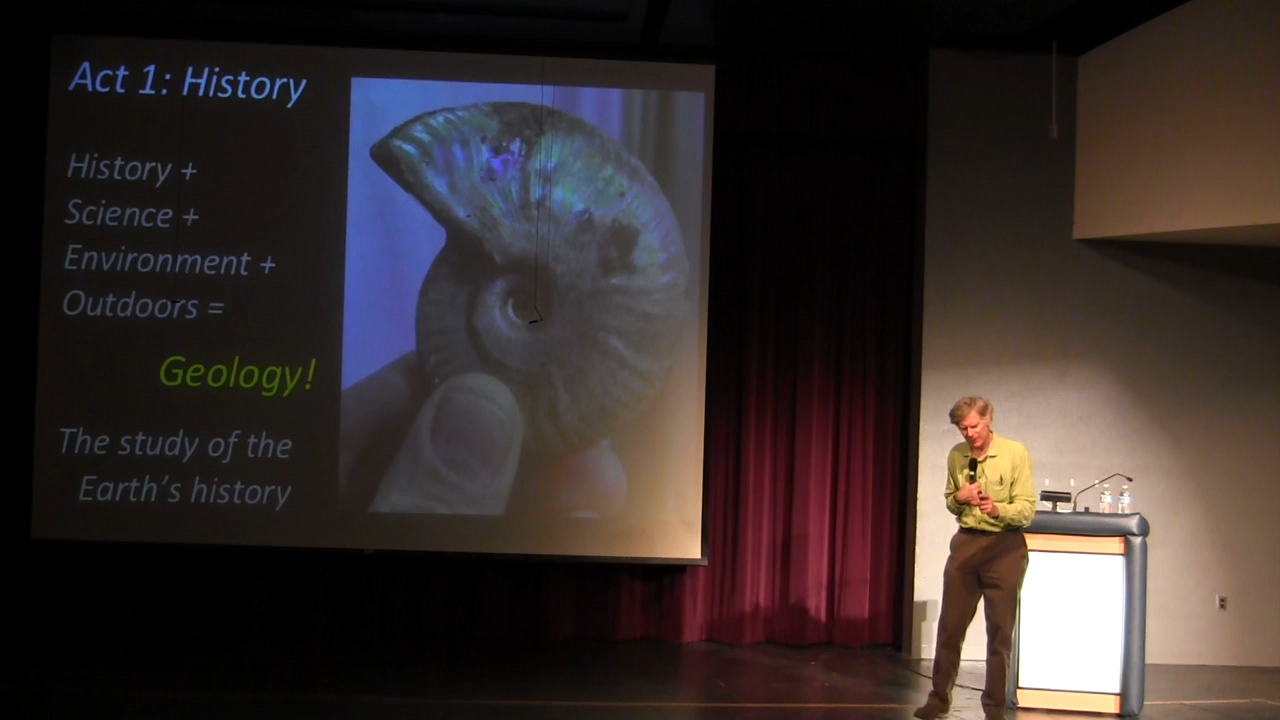 Act 1: History
History +
Science +
Environment +
Outdoors =
Geology!
The study of the
Earth's history